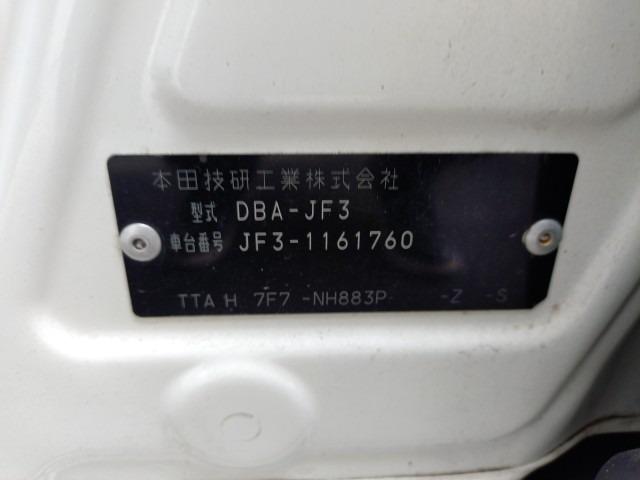 本田技研工業株式会社
型式 DBA-JF3
車台番号 JF3-1161760
TTA H 7F7 -NH883P -Z -S